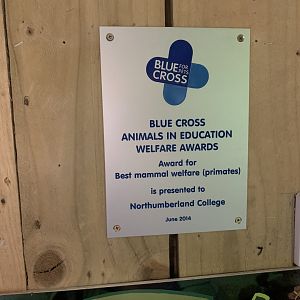 BLUE FOR PETS
CROSS
BLUE CROSS
ANIMALS IN EDUCATION
WELFARE AWARDS
Award for
Best mammal welfare (primates)
is presented to
Northumberland College
June 2014